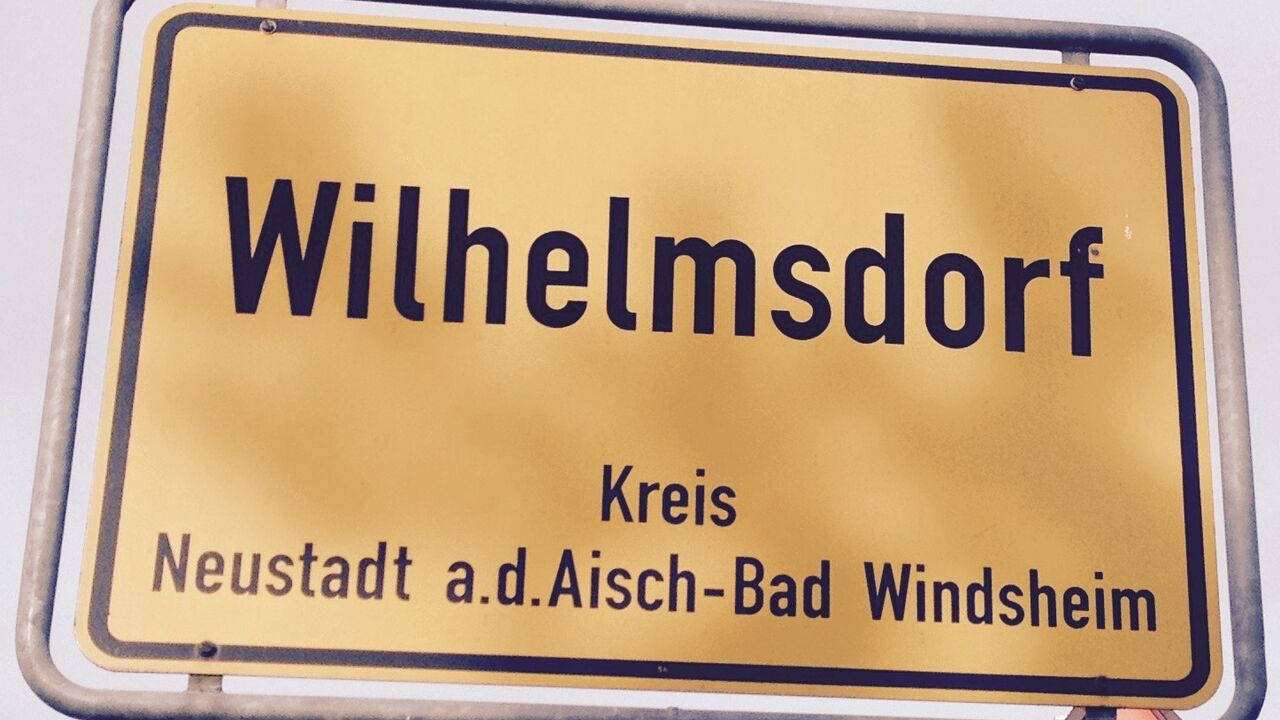 Wilhelmsdorf
Kreis
Neustadt a.d.Aisch-Bad Windsheim